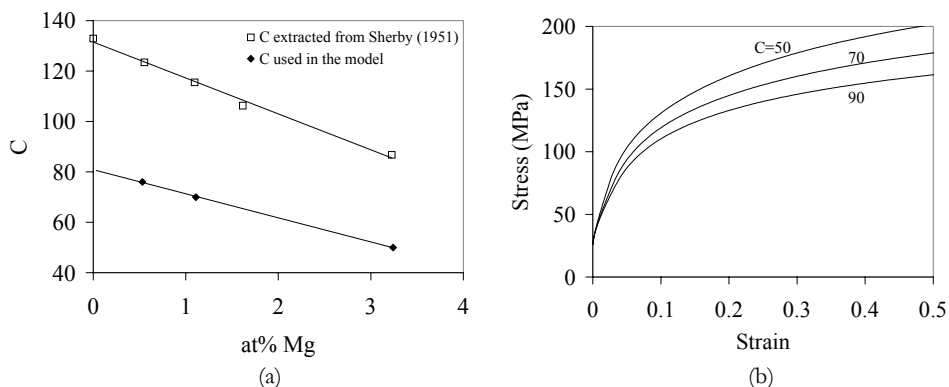 140
120
100
80
60
40
C
□ C extracted from Sherby (1951)
◆ C used in the model
0 1 2 3 4
at% Mg
(a)
200
150
100
50
0
Stress (MPa)
C=50
70
90
0 0.1 0.2 0.3 0.4 0.5
Strain
(b)